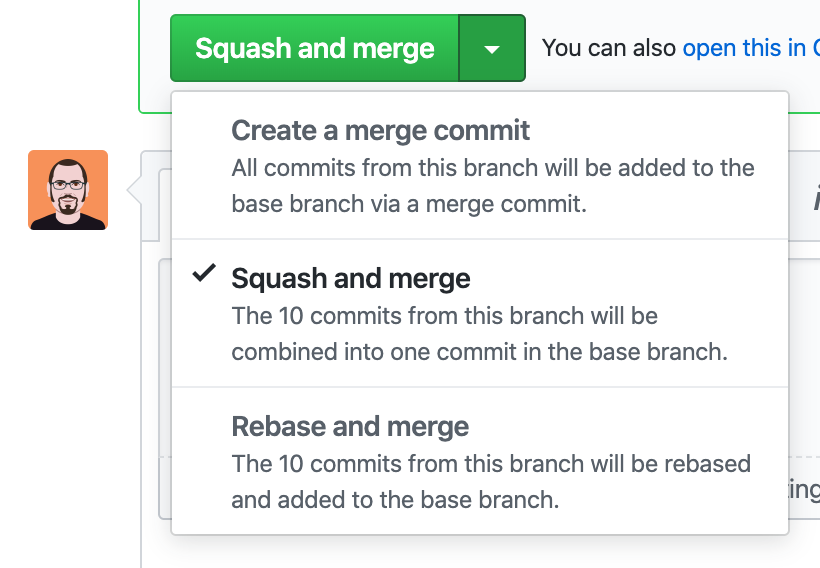 Squash and merge
You can also open this in
Create a merge commit
All commits from this branch will be added to the
base branch via a merge commit.
Squash and merge
The 10 commits from this branch will be
combined into one commit in the base branch.
Rebase and merge
The 10 commits from this branch will be rebased
and added to the base branch.